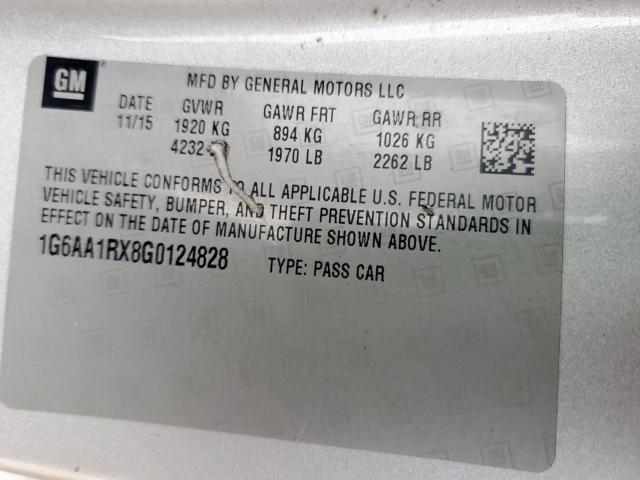 GM
MFD BY GENERAL MOTORS LLC
DATE GVWR GAWR FRT GAWR RR
11/15 1920 KG 894 KG 1026 KG
4232 1970 LB 2262 LB
THIS VEHICLE CONFORMS TO ALL APPLICABLE U.S. FEDERAL MOTOR
VEHICLE SAFETY, BUMPER, AND THEFT PREVENTION STANDARDS IN
EFFECT ON THE DATE OF MANUFACTURE SHOWN ABOVE.
1G6AA1RX8G0124828 TYPE: PASS CAR